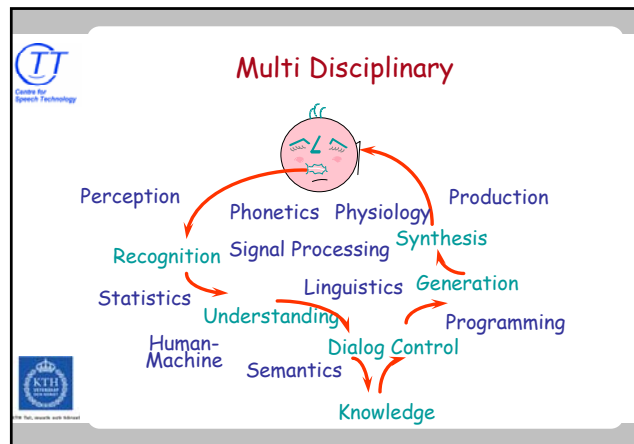 CTT
Centre for
Speech Technology
Multi Disciplinary
Perception
Production
Phonetics Physiology
Synthesis
Recognition
Signal Processing
Linguistics
Generation
Statistics
Understanding
Programming
Human-
Machine
Dialog Control
Semantics
Knowledge
KTH